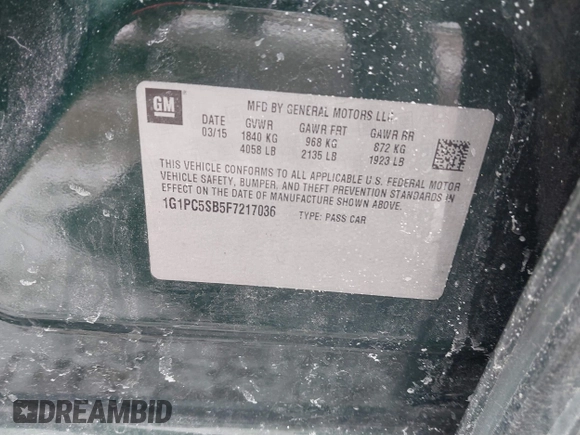 GM
MFD BY GENERAL MOTORS LLC
DATE GVWR GAWR FRT GAWR RR
03/15 1840 KG 968 KG 872 KG
4058 LB 2135 LB 1923 LB
THIS VEHICLE CONFORMS TO ALL APPLICABLE U.S. FEDERAL MOTOR
VEHICLE SAFETY, BUMPER, AND THEFT PREVENTION STANDARDS IN
EFFECT ON THE DATE OF MANUFACTURE SHOWN ABOVE.
1G1PC5SB5F7217036 TYPE: PASS CAR
DREAMBID